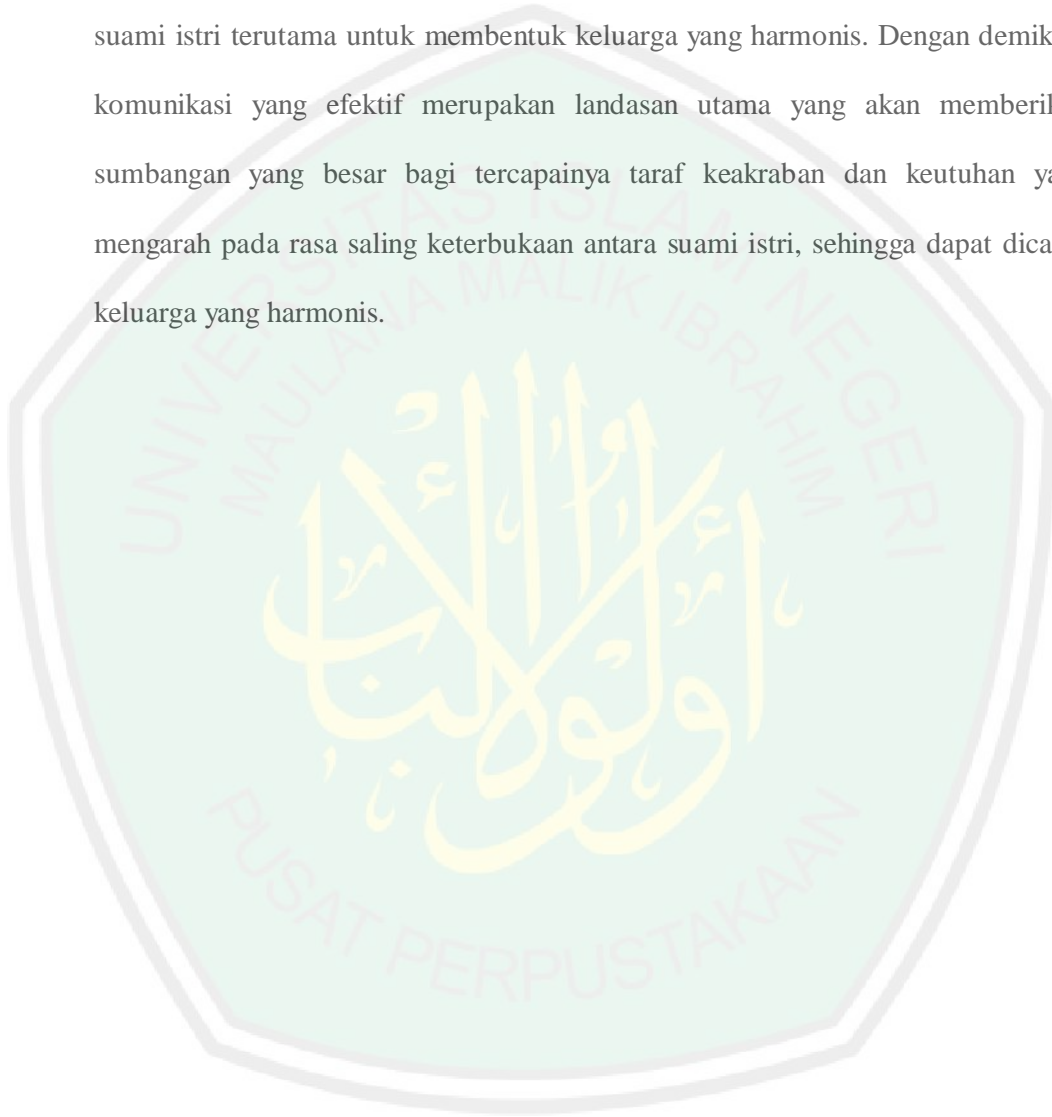 suami istri terutama untuk membentuk keluarga yang harmonis. Dengan demik
komunikasi yang efektif merupakan landasan utama yang akan memberil
sumbangan yang besar bagi tercapainya taraf keakraban dan keutuhan ya
mengarah pada rasa saling keterbukaan antara suami istri, sehingga dapat dica
keluarga yang harmonis.
UNIVERSITAS ISLAM NEGERI
MAULANA MALIK IBRAHIM
أولوا الألباب
PUSAT PERPUSTAKAAN